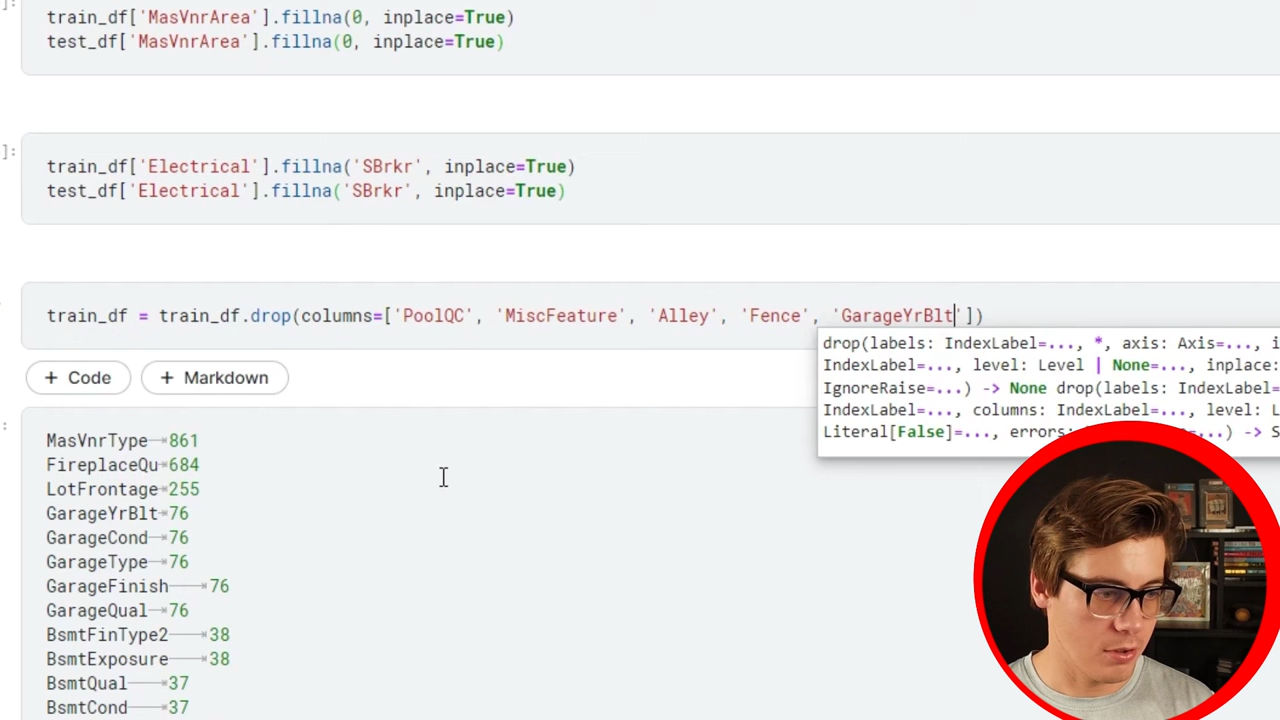 ]:
train_df['MasVnrArea'].fillna(0, inplace=True)
test_df['MasVnrArea'].fillna(0, inplace=True)
]:
train_df['Electrical'].fillna('SBrkr', inplace=True)
test_df['Electrical'].fillna('SBrkr', inplace=True)
train_df = train_df.drop(columns=['PoolQC', 'MiscFeature', 'Alley', 'Fence', 'GarageYrBlt'])
drop(labels: IndexLabel=..., *, axis: Axis=..., i
IndexLabel=..., level: Level | None=..., inplace:
IgnoreRaise=...) -> None drop(labels: IndexLabel=
IndexLabel=..., columns: IndexLabel=..., level: L
Literal[False]=..., errors: =...) -> S
+ Code
+ Markdown
:
MasVnrType 861
FireplaceQu 684
LotFrontage 255
GarageYrBlt 76
GarageCond 76
GarageType 76
GarageFinish 76
GarageQual 76
BsmtFinType2 38
BsmtExposure 38
BsmtQual 37
BsmtCond 37